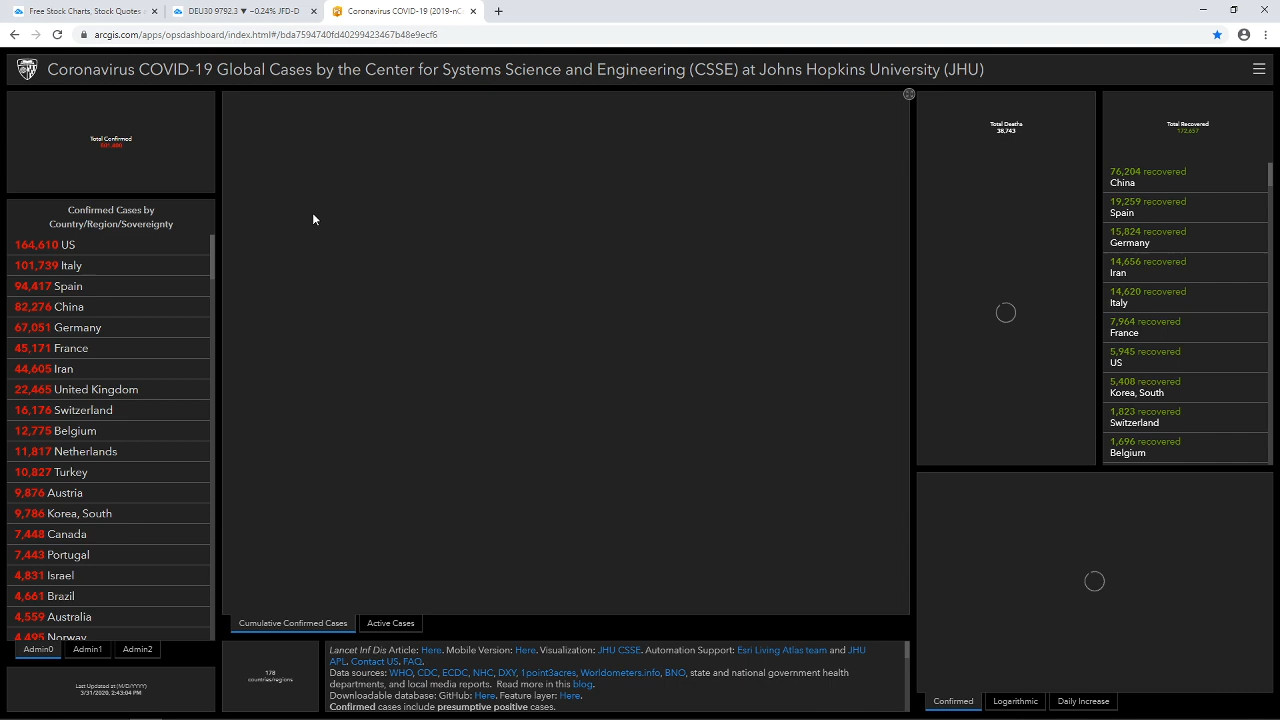 Free Stock Charts, Stock Quotes
DEU30 9792.3 ▼ −0.24% JFD-D
Coronavirus COVID-19 (2019-nC
arcgis.com/apps/opsdashboard/index.html#/bda7594740fd40299423467b48e9ecf6
Coronavirus COVID-19 Global Cases by the Center for Systems Science and Engineering (CSSE) at Johns Hopkins University (JHU)
Total Confirmed
Confirmed Cases by
Country/Region/Sovereignty
164,610 US
101,739 Italy
94,417 Spain
82,276 China
67,051 Germany
45,171 France
44,605 Iran
22,465 United Kingdom
16,176 Switzerland
12,775 Belgium
11,817 Netherlands
10,827 Turkey
9,876 Austria
9,786 Korea, South
7,448 Canada
7,443 Portugal
4,831 Israel
4,661 Brazil
4,559 Australia
4,495 Norway
Admin0
Admin1
Admin2
Last Updated at (M/D/YYYY)
3/31/2020, 2:43:04 PM
Cumulative Confirmed Cases
Active Cases
178
countries/regions
Lancet Inf Dis Article: Here. Mobile Version: Here. Visualization: JHU CSSE. Automation Support: Esri Living Atlas team and JHU
APL. Contact US. FAQ.
Data sources: WHO, CDC, ECDC, NHC, DXY, 1point3acres, Worldometers.info, BNO, state and national government health
departments, and local media reports. Read more in this blog.
Downloadable database: GitHub: Here. Feature layer: Here.
Confirmed cases include presumptive positive cases.
Total Deaths
38,743
Total Recovered
172,657
76,204 recovered
China
19,259 recovered
Spain
15,824 recovered
Germany
14,656 recovered
Iran
14,620 recovered
Italy
7,964 recovered
France
5,945 recovered
US
5,408 recovered
Korea, South
1,823 recovered
Switzerland
1,696 recovered
Belgium
Confirmed
Logarithmic
Daily Increase